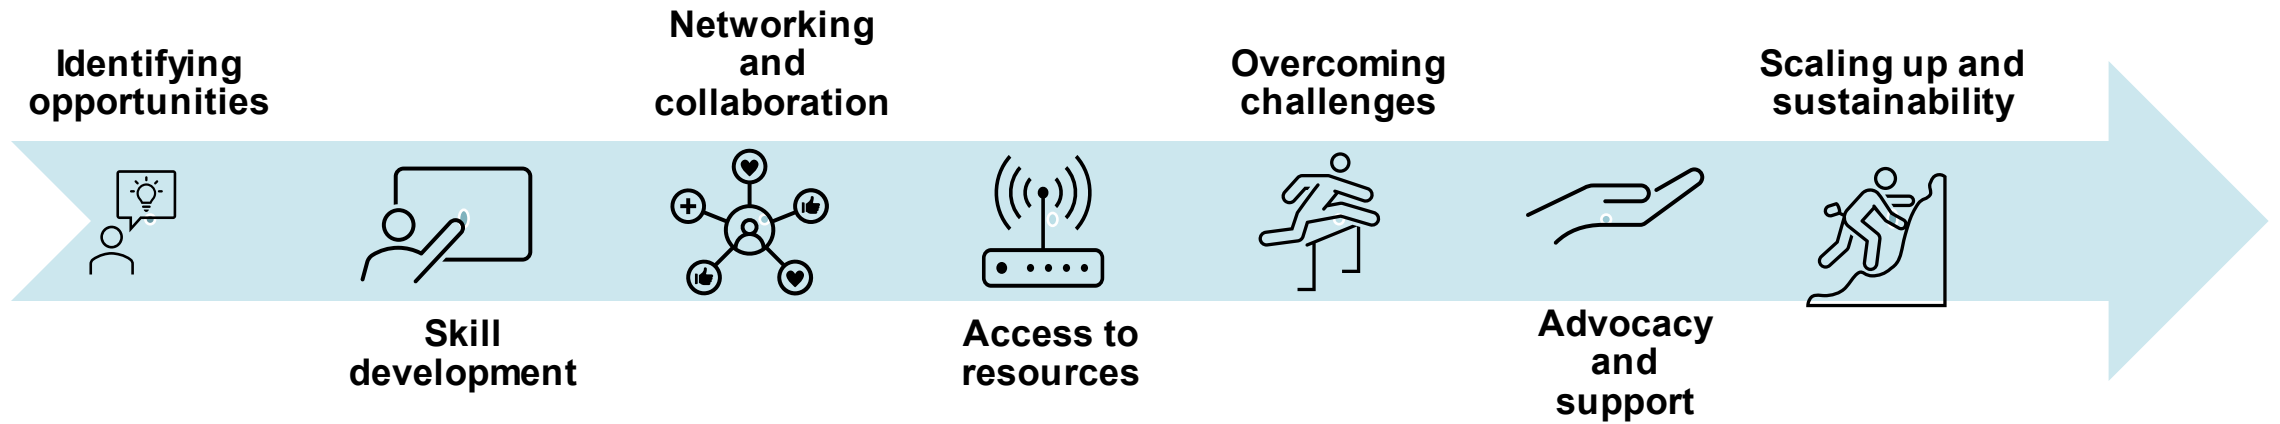 Identifying
opportunities
Skill
development
Networking
and
collaboration
Access to
resources
Overcoming
challenges
Advocacy
and
support
Scaling up and
sustainability